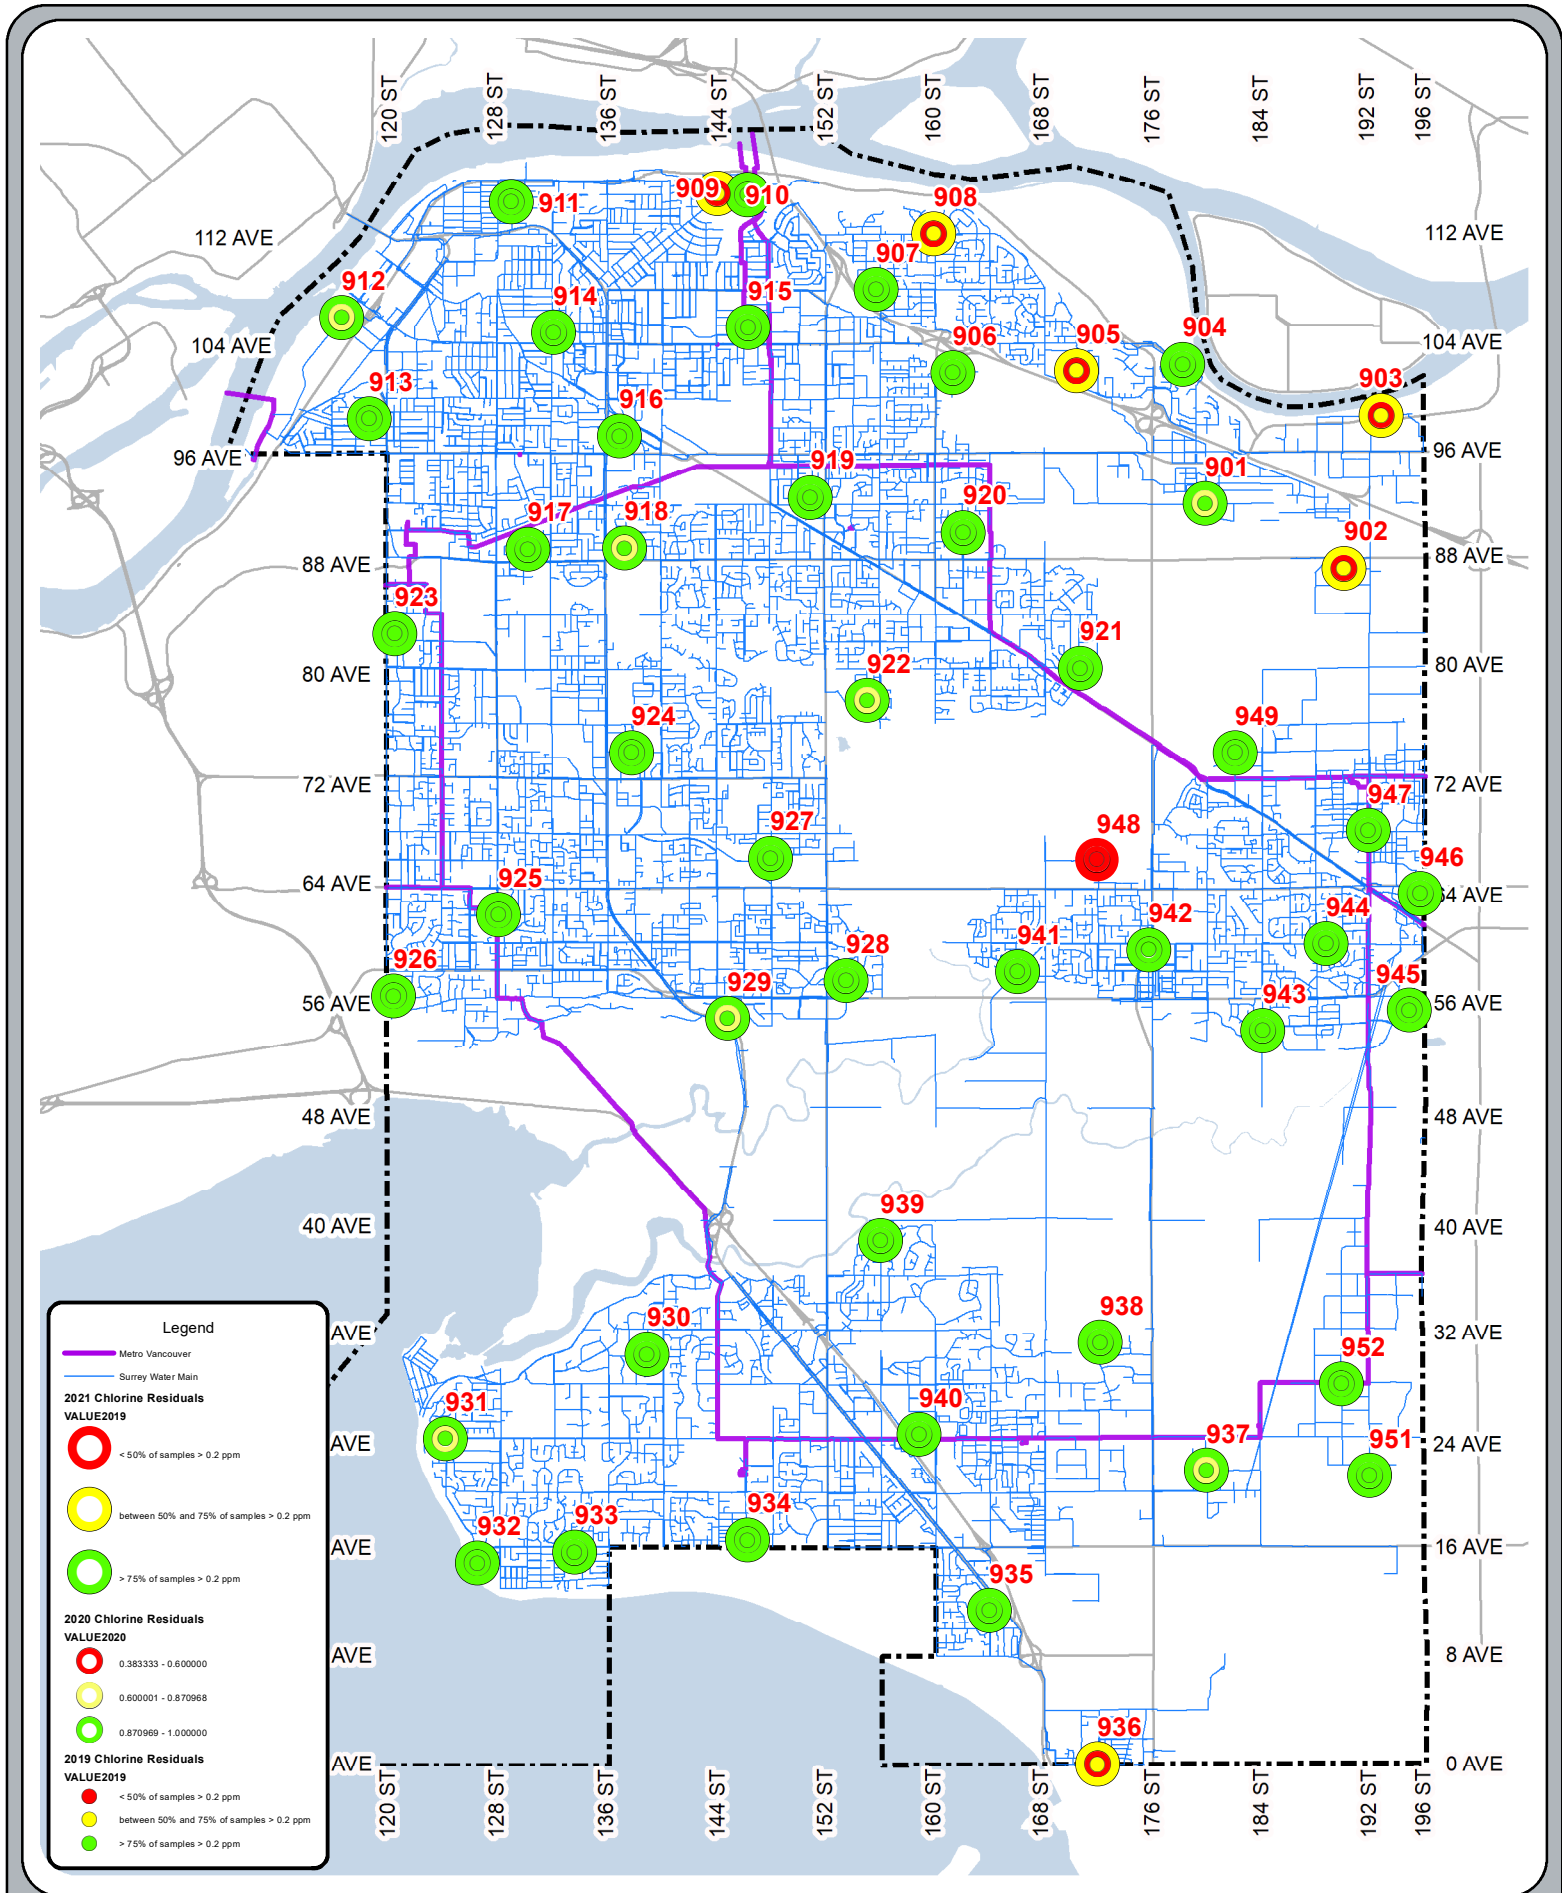 120 ST
128 ST
136 ST
144 ST
152 ST
160 ST
168 ST
176 ST
184 ST
192 ST
196 ST
909
910
911
908
112 AVE
112 AVE
907
912
914
915
906
905
904
104 AVE
104 AVE
903
913
916
96 AVE
96 AVE
919
901
920
917
918
902
88 AVE
88 AVE
923
921
922
80 AVE
80 AVE
924
949
72 AVE
72 AVE
947
927
948
946
64 AVE
64 AVE
925
944
942
941
928
926
945
929
943
56 AVE
56 AVE
48 AVE
48 AVE
939
40 AVE
40 AVE
938
930
AVE
32 AVE
952
931
940
937
951
AVE
24 AVE
934
933
932
AVE
16 AVE
935
AVE
8 AVE
936
AVE
0 AVE
120 ST
128 ST
136 ST
144 ST
152 ST
160 ST
168 ST
176 ST
184 ST
192 ST
196 ST
Legend
Metro Vancouver
Surrey Water Main
2021 Chlorine Residuals
VALUE2019
< 50% of samples > 0.2 ppm
between 50% and 75% of samples > 0.2 ppm
> 75% of samples > 0.2 ppm
2020 Chlorine Residuals
VALUE2020
0.383333 - 0.600000
0.600001 - 0.870968
0.870969 - 1.000000
2019 Chlorine Residuals
VALUE2019
< 50% of samples > 0.2 ppm
between 50% and 75% of samples > 0.2 ppm
> 75% of samples > 0.2 ppm